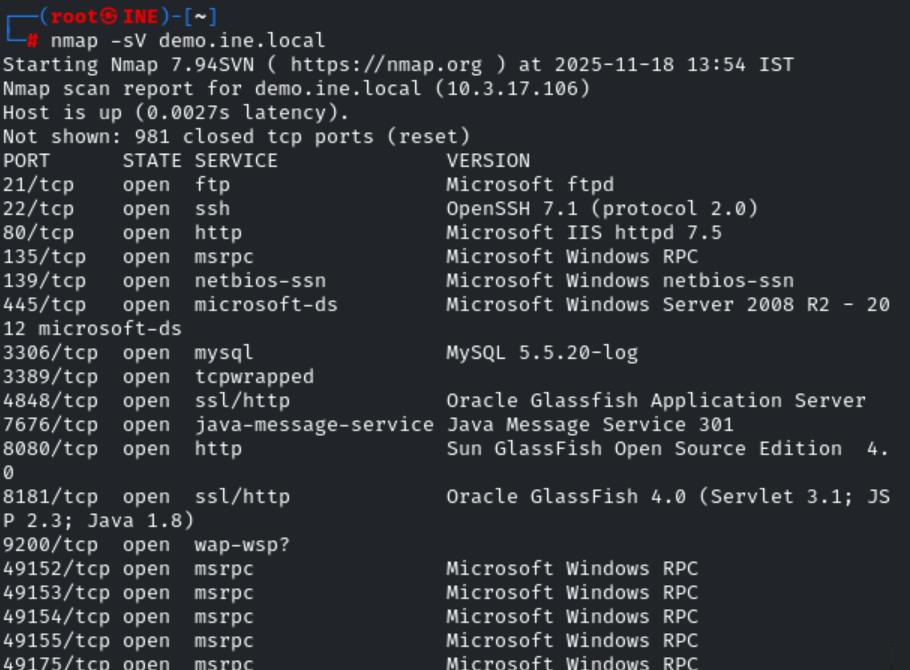 ┌──(root㉿INE)-[~]
└─# nmap -sV demo.ine.local
Starting Nmap 7.94SVN ( https://nmap.org ) at 2025-11-18 13:54 IST
Nmap scan report for demo.ine.local (10.3.17.106)
Host is up (0.0027s latency).
Not shown: 981 closed tcp ports (reset)
PORT      STATE SERVICE              VERSION
21/tcp    open  ftp                  Microsoft ftpd
22/tcp    open  ssh                  OpenSSH 7.1 (protocol 2.0)
80/tcp    open  http                 Microsoft IIS httpd 7.5
135/tcp   open  msrpc                Microsoft Windows RPC
139/tcp   open  netbios-ssn          Microsoft Windows netbios-ssn
445/tcp   open  microsoft-ds         Microsoft Windows Server 2008 R2 - 20
12 microsoft-ds
3306/tcp  open  mysql                MySQL 5.5.20-log
3389/tcp  open  tcpwrapped
4848/tcp  open  ssl/http             Oracle Glassfish Application Server
7676/tcp  open  java-message-service Java Message Service 301
8080/tcp  open  http                 Sun GlassFish Open Source Edition  4.
0
8181/tcp  open  ssl/http             Oracle GlassFish 4.0 (Servlet 3.1; JS
P 2.3; Java 1.8)
9200/tcp  open  wap-wsp?
49152/tcp open  msrpc                Microsoft Windows RPC
49153/tcp open  msrpc                Microsoft Windows RPC
49154/tcp open  msrpc                Microsoft Windows RPC
49155/tcp open  msrpc                Microsoft Windows RPC
49175/tcp open  msrpc                Microsoft Windows RPC